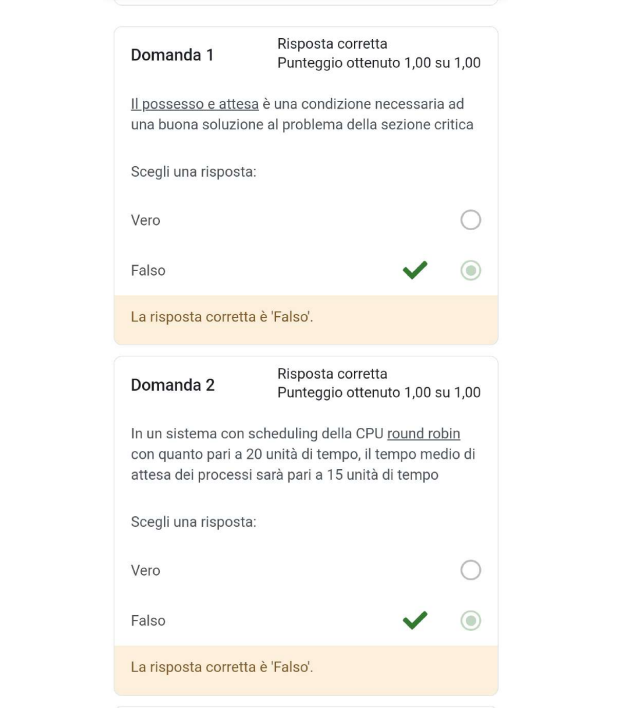 Domanda 1
Risposta corretta
Punteggio ottenuto 1,00 su 1,00
Il possesso e attesa è una condizione necessaria ad
una buona soluzione al problema della sezione critica
Scegli una risposta:
Vero
Falso
La risposta corretta è 'Falso'.
Domanda 2
Risposta corretta
Punteggio ottenuto 1,00 su 1,00
In un sistema con scheduling della CPU round robin
con quanto pari a 20 unità di tempo, il tempo medio di
attesa dei processi sarà pari a 15 unità di tempo
Scegli una risposta:
Vero
Falso
La risposta corretta è 'Falso'.